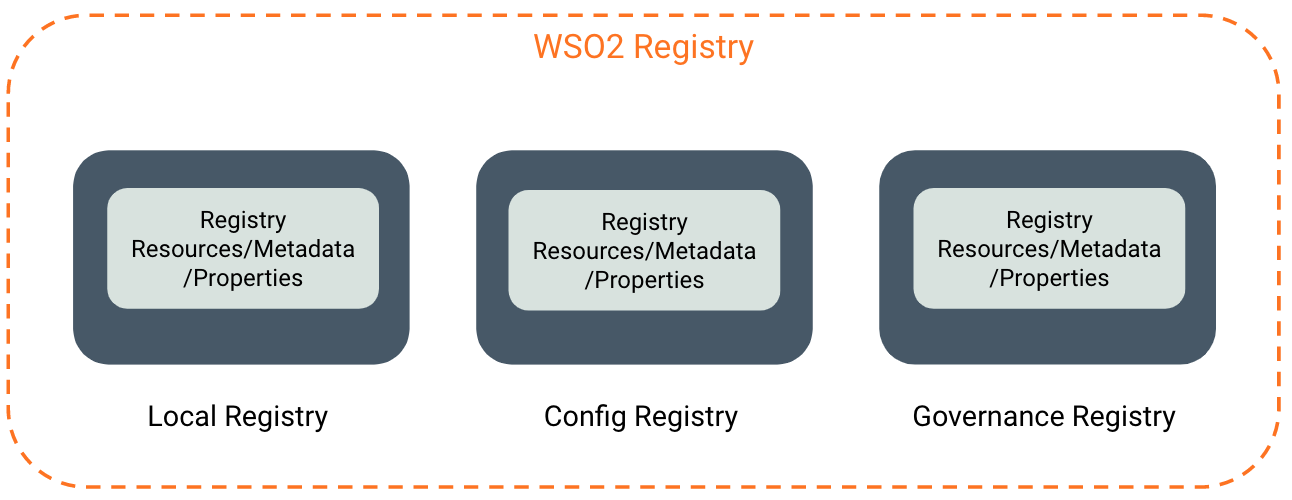 WSO2 Registry
Registry
Resources/Metadata
/Properties
Registry
Resources/Metadata
/Properties
Registry
Resources/Metadata
/Properties
Local Registry
Config Registry
Governance Registry